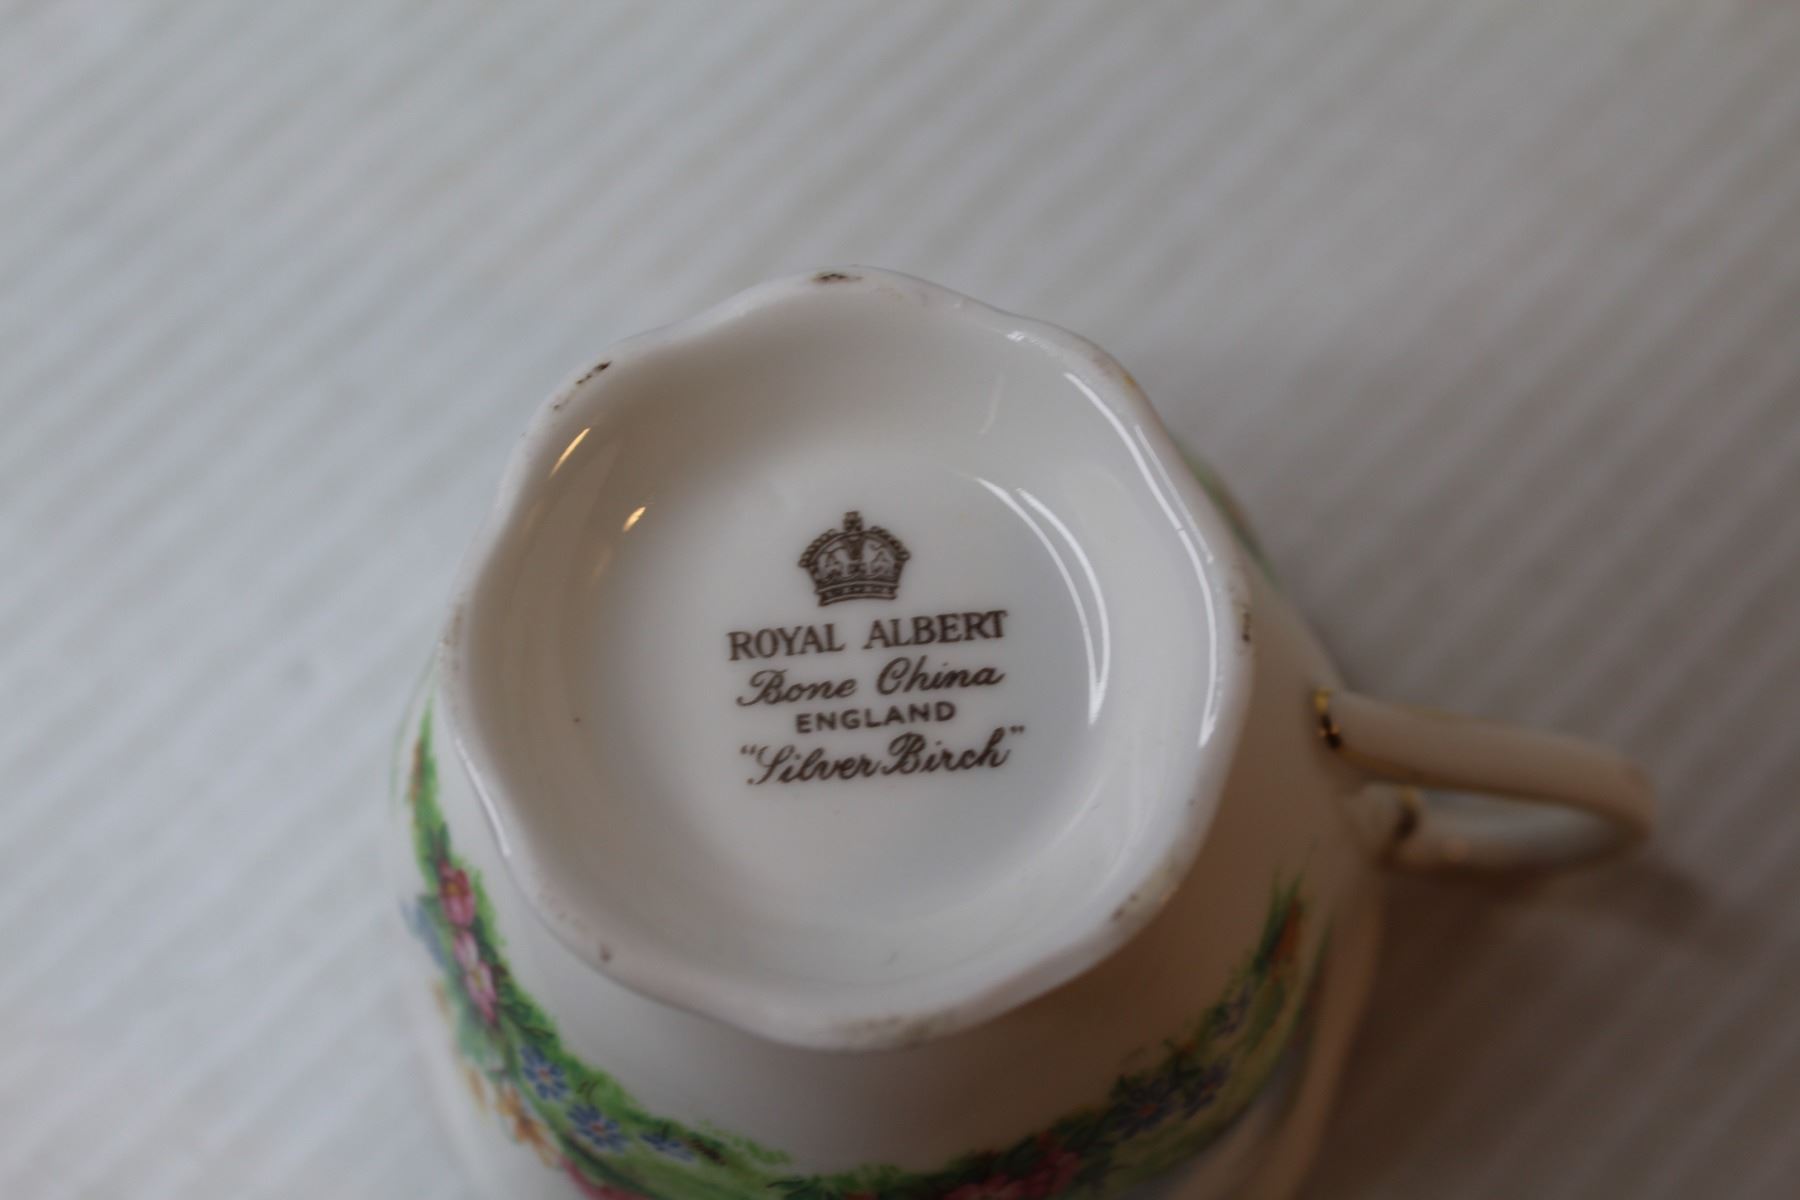 ROYAL ALBERT
Bone China
ENGLAND
"Silver Birch"